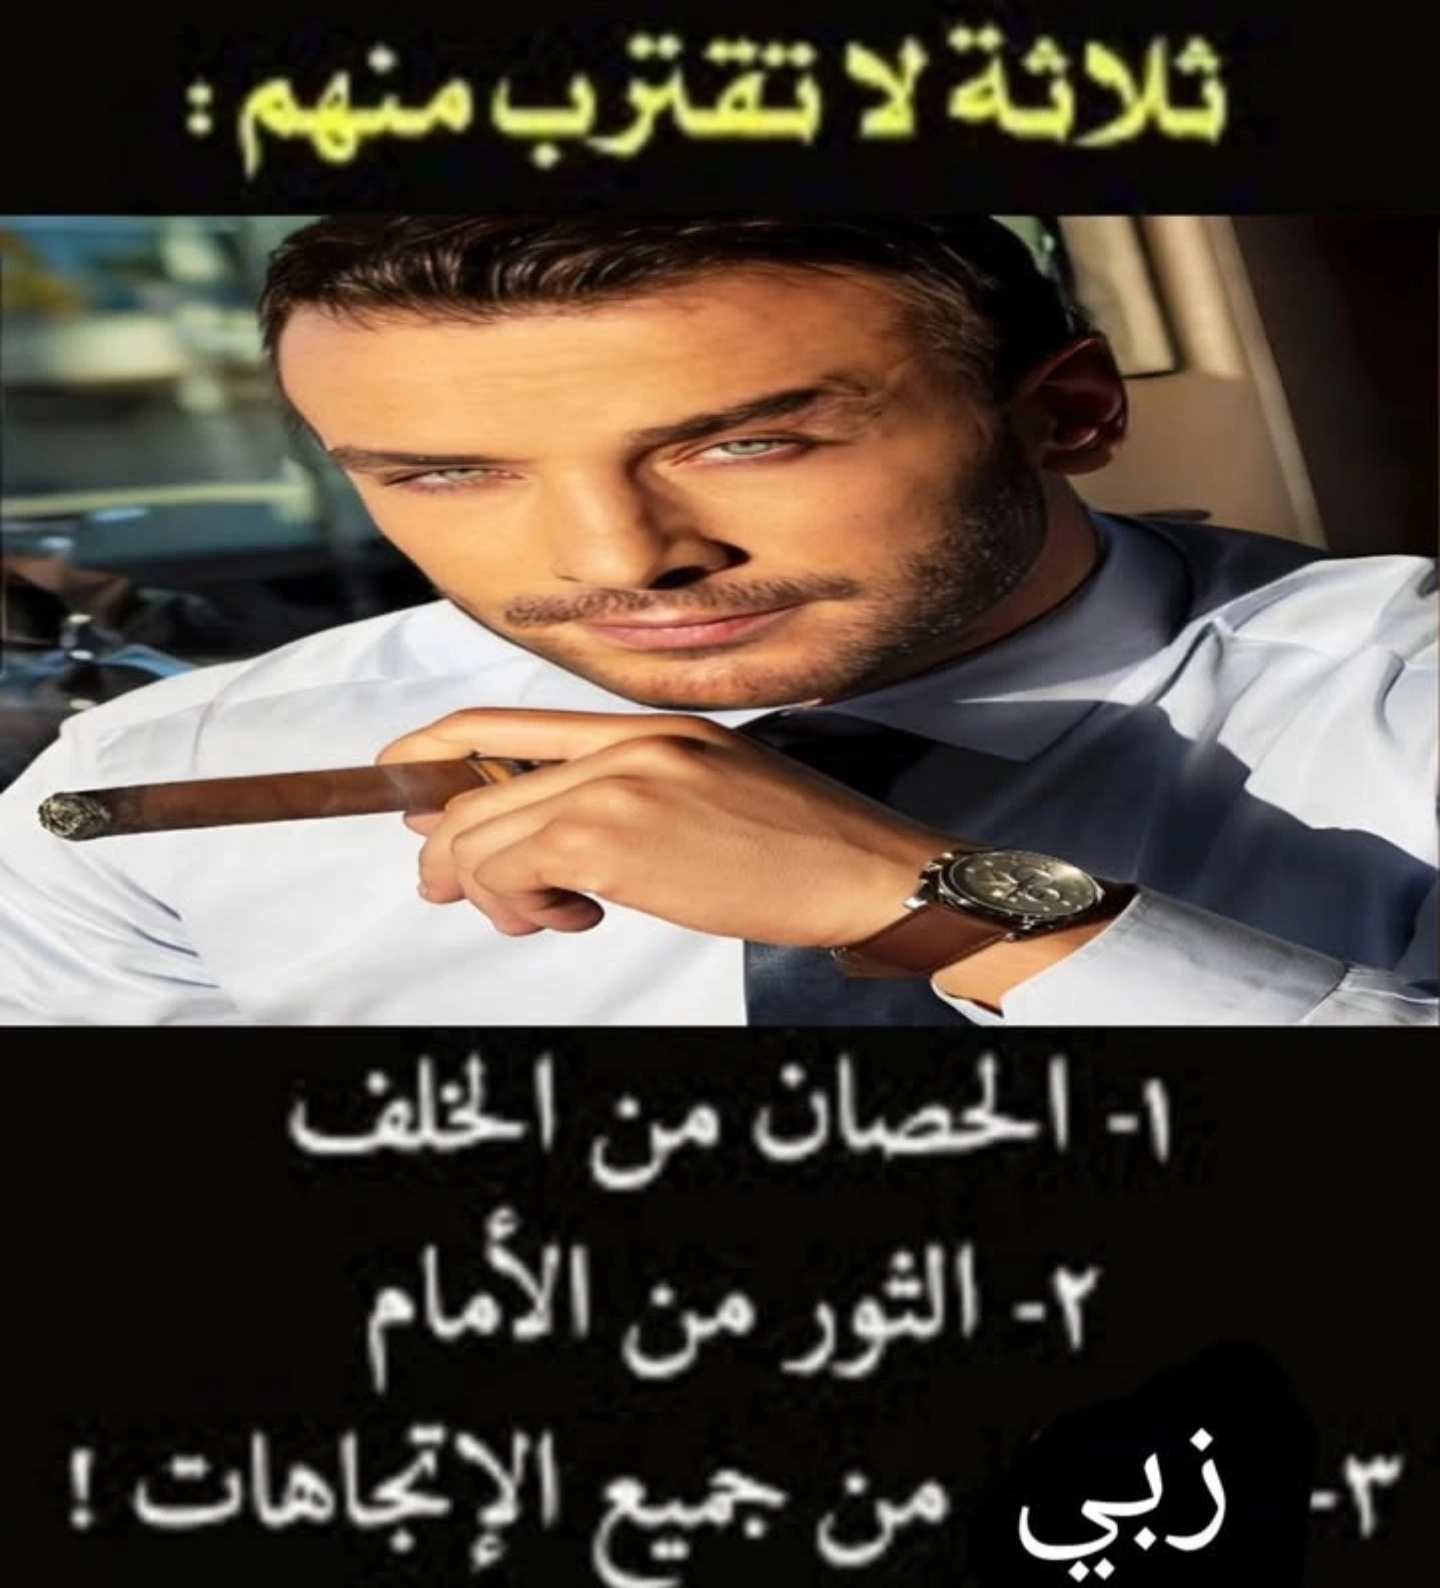 ثلاثة لا تقترب منهم :
١- الحصان من الخلف
٢- الثور من الأمام
٣- زبي من جميع الإتجاهات !